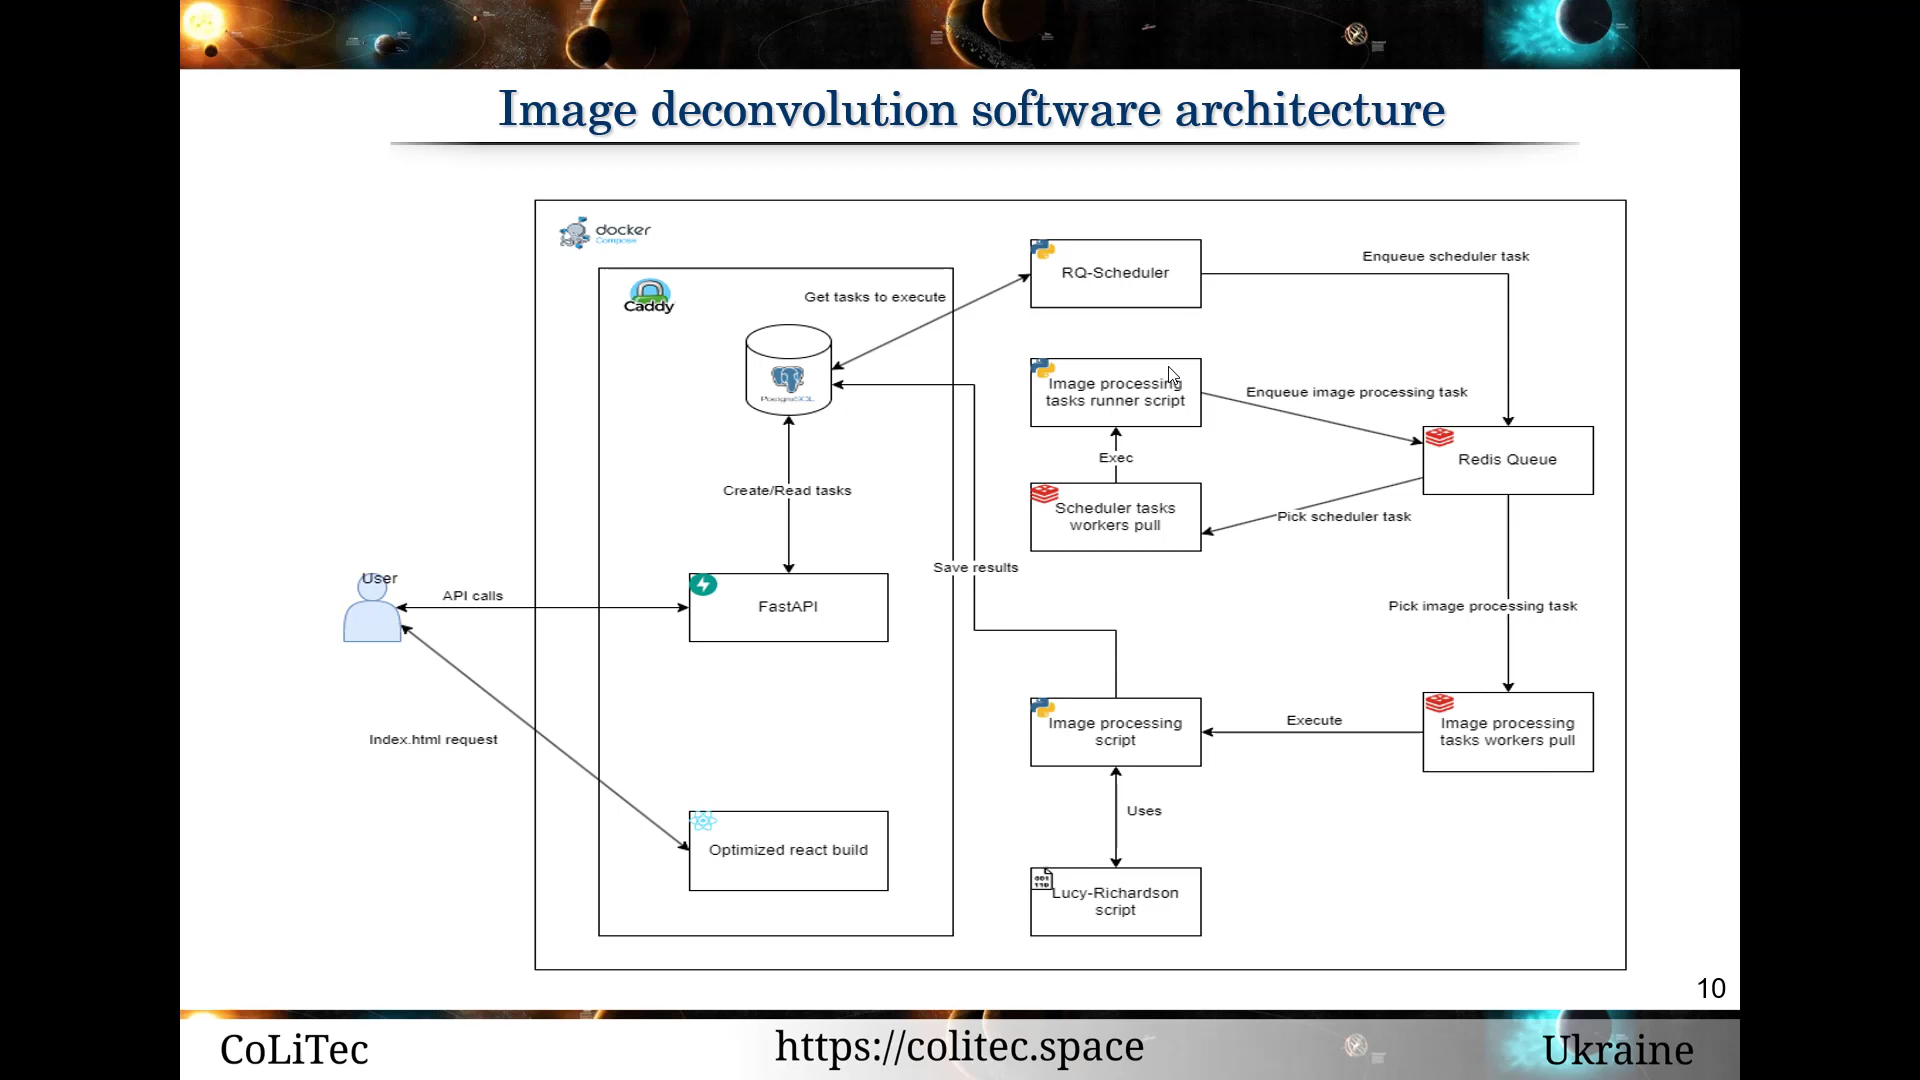 Image deconvolution software architecture
docker
Compose
Caddy
Get tasks to execute
RQ-Scheduler
Enqueue scheduler task
PostgreSQL
Image processing
tasks runner script
Enqueue image processing task
Exec
Redis Queue
Create/Read tasks
Scheduler tasks
workers pull
Pick scheduler task
Save results
User
API calls
FastAPI
Pick image processing task
Index.html request
Image processing
script
Execute
Image processing
tasks workers pull
Uses
Optimized react build
Lucy-Richardson
script
10
CoLiTec
https://colitec.space
Ukraine